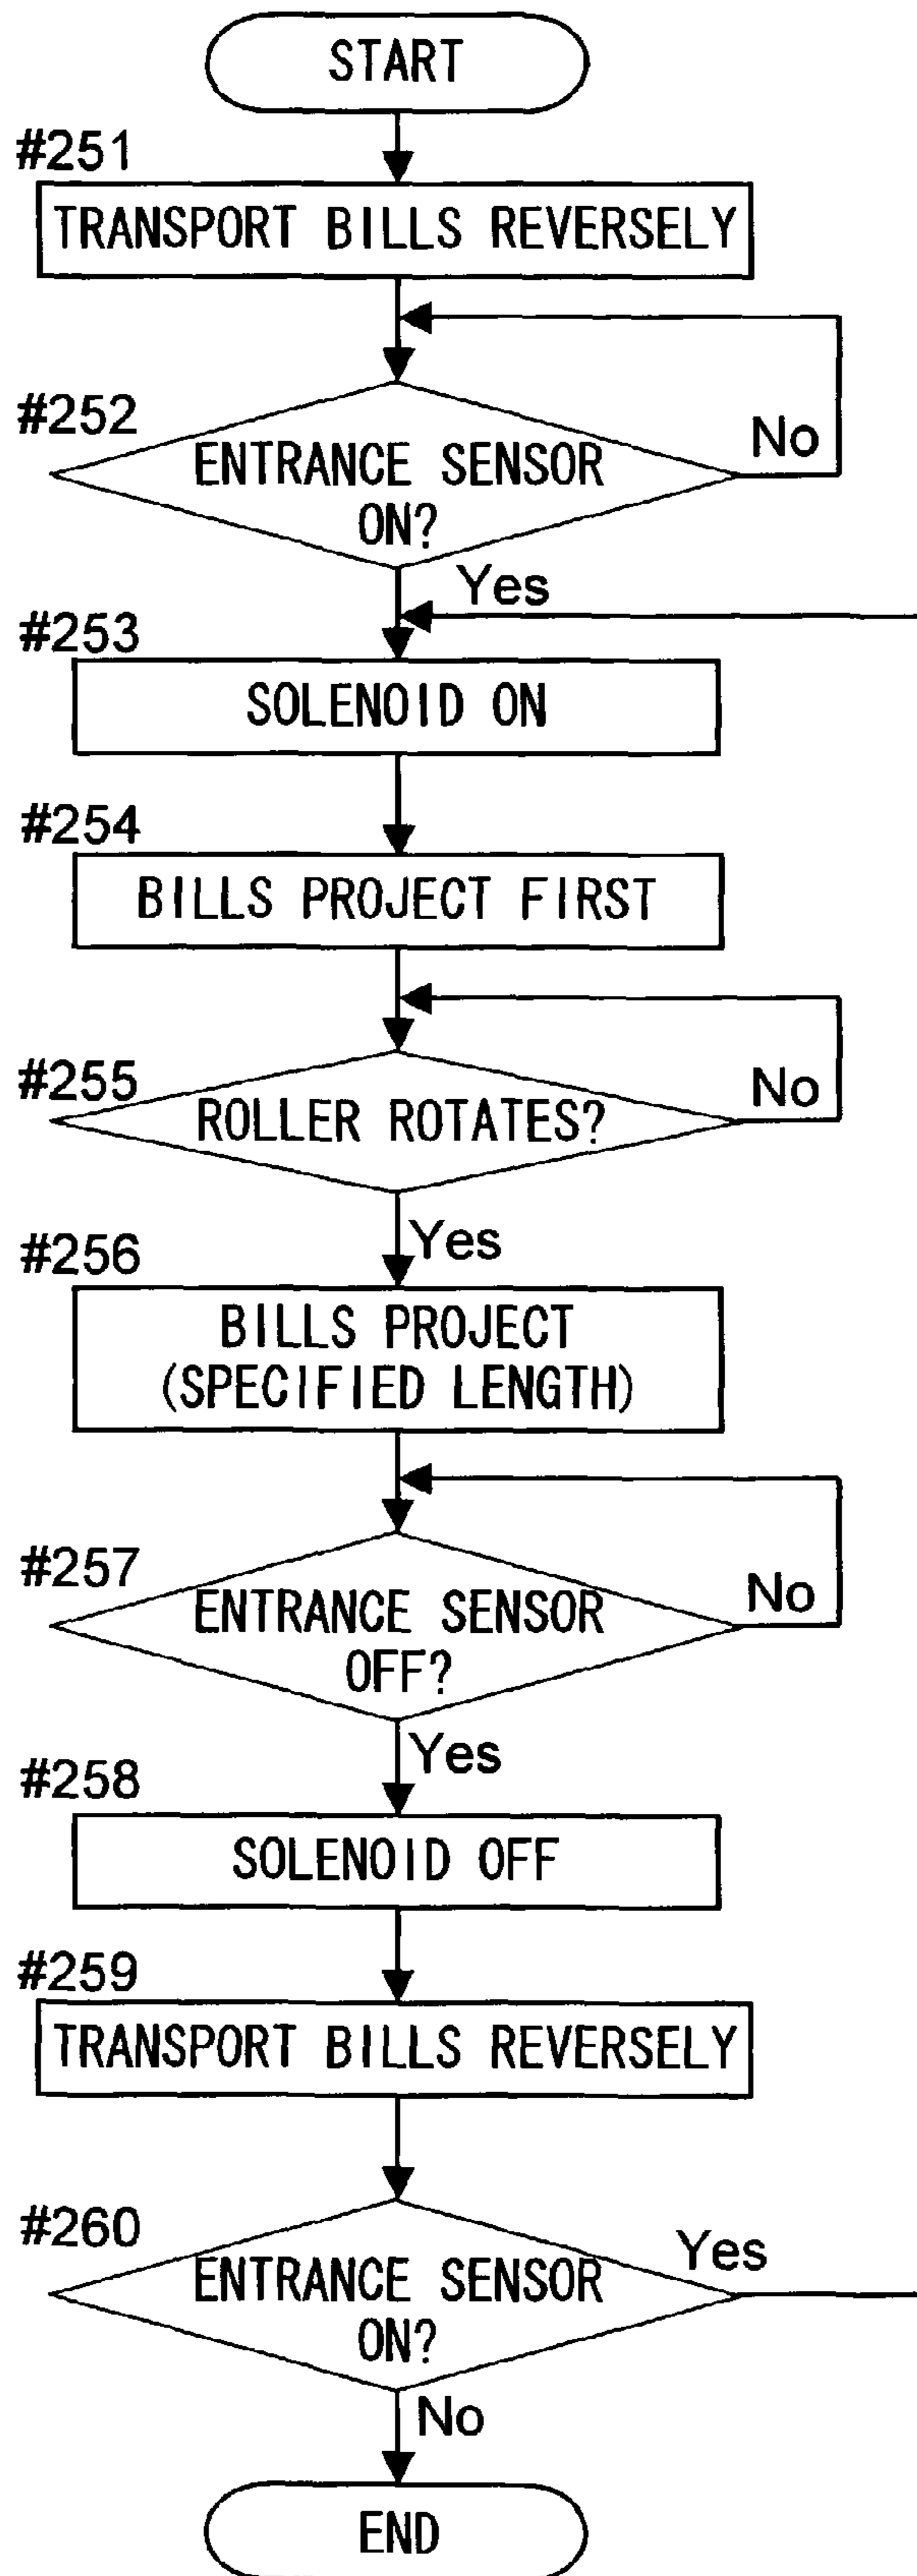 START
#251
TRANSPORT BILLS REVERSELY
#252
ENTRANCE SENSOR
ON?
No
Yes
#253
SOLENOID ON
#254
BILLS PROJECT FIRST
#255
ROLLER ROTATES?
No
Yes
#256
BILLS PROJECT
(SPECIFIED LENGTH)
#257
ENTRANCE SENSOR
OFF?
No
Yes
#258
SOLENOID OFF
#259
TRANSPORT BILLS REVERSELY
#260
ENTRANCE SENSOR
ON?
Yes
No
END